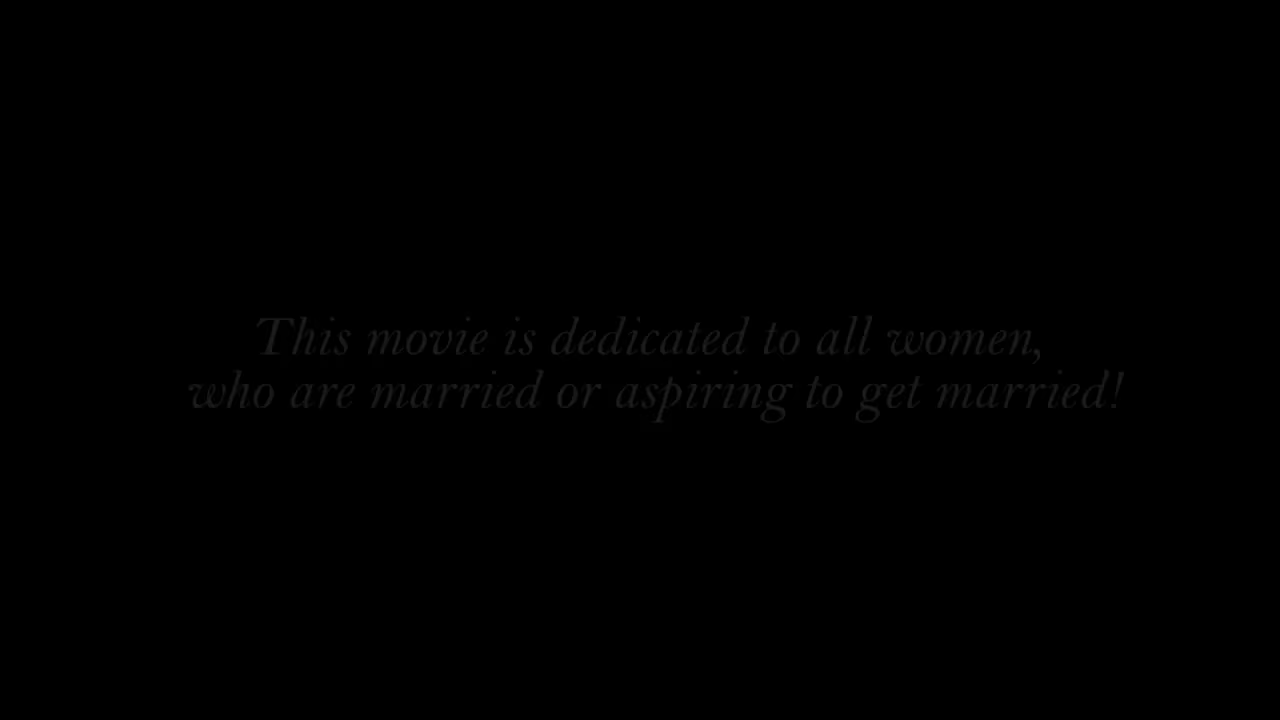 This movie is dedicated to all women,
who are married or aspiring to get married!